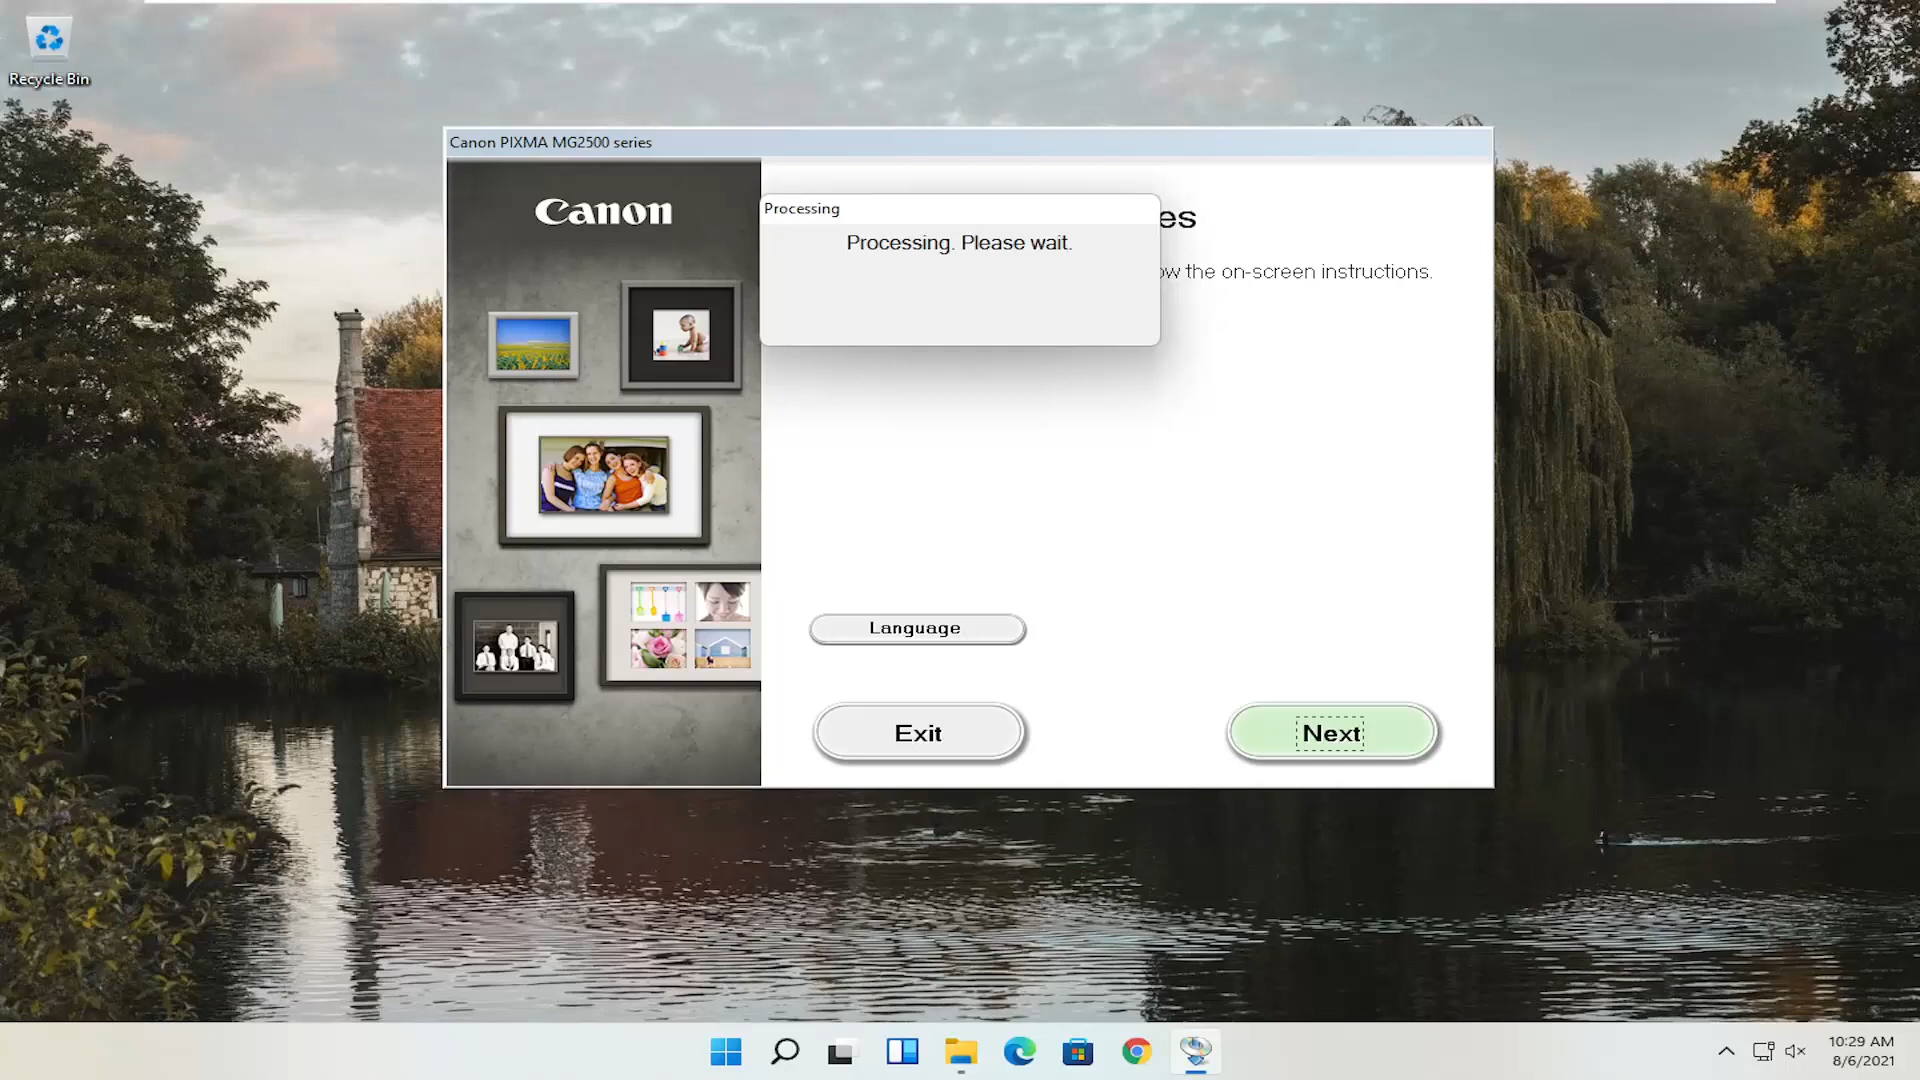 Recycle Bin
Canon PIXMA MG2500 series
Canon
Processing
Processing. Please wait.
es
ow the on-screen instructions.
Language
Exit
Next
10:29 AM
8/6/2021